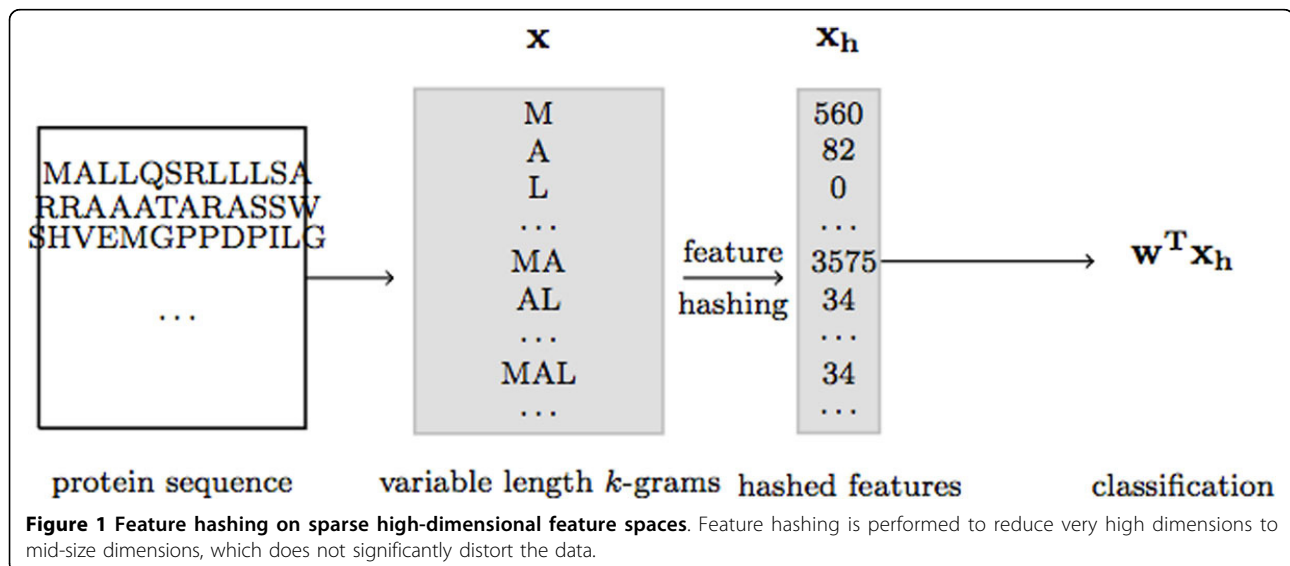 x
x_h
MALLQSRLLLSA
RRAAATARASSW
SHVEMGPPDPILG
...
M
A
L
...
MA
AL
...
MAL
...
feature
hashing
560
82
0
...
3575
34
...
34
...
w^T x_h
protein sequence
variable length k-grams
hashed features
classification
Figure 1 Feature hashing on sparse high-dimensional feature spaces. Feature hashing is performed to reduce very high dimensions to
mid-size dimensions, which does not significantly distort the data.